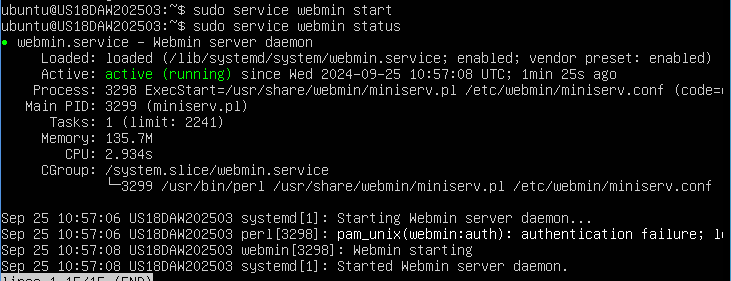 ubuntu@US18DAW202503:~$ sudo service webmin start
ubuntu@US18DAW202503:~$ sudo service webmin status
● webmin.service - Webmin server daemon
Loaded: loaded (/lib/systemd/system/webmin.service; enabled; vendor preset: enabled)
Active: active (running) since Wed 2024-09-25 10:57:08 UTC; 1min 25s ago
Process: 3298 ExecStart=/usr/share/webmin/miniserv.pl /etc/webmin/miniserv.conf (code=
Main PID: 3299 (miniserv.pl)
Tasks: 1 (limit: 2241)
Memory: 135.7M
CPU: 2.934s
CGroup: /system.slice/webmin.service
└─3299 /usr/bin/perl /usr/share/webmin/miniserv.pl /etc/webmin/miniserv.conf
Sep 25 10:57:06 US18DAW202503 systemd[1]: Starting Webmin server daemon...
Sep 25 10:57:06 US18DAW202503 perl[3298]: pam_unix(webmin:auth): authentication failure;
Sep 25 10:57:08 US18DAW202503 webmin[3298]: Webmin starting
Sep 25 10:57:08 US18DAW202503 systemd[1]: Started Webmin server daemon.
lines 1-15/15 (END)